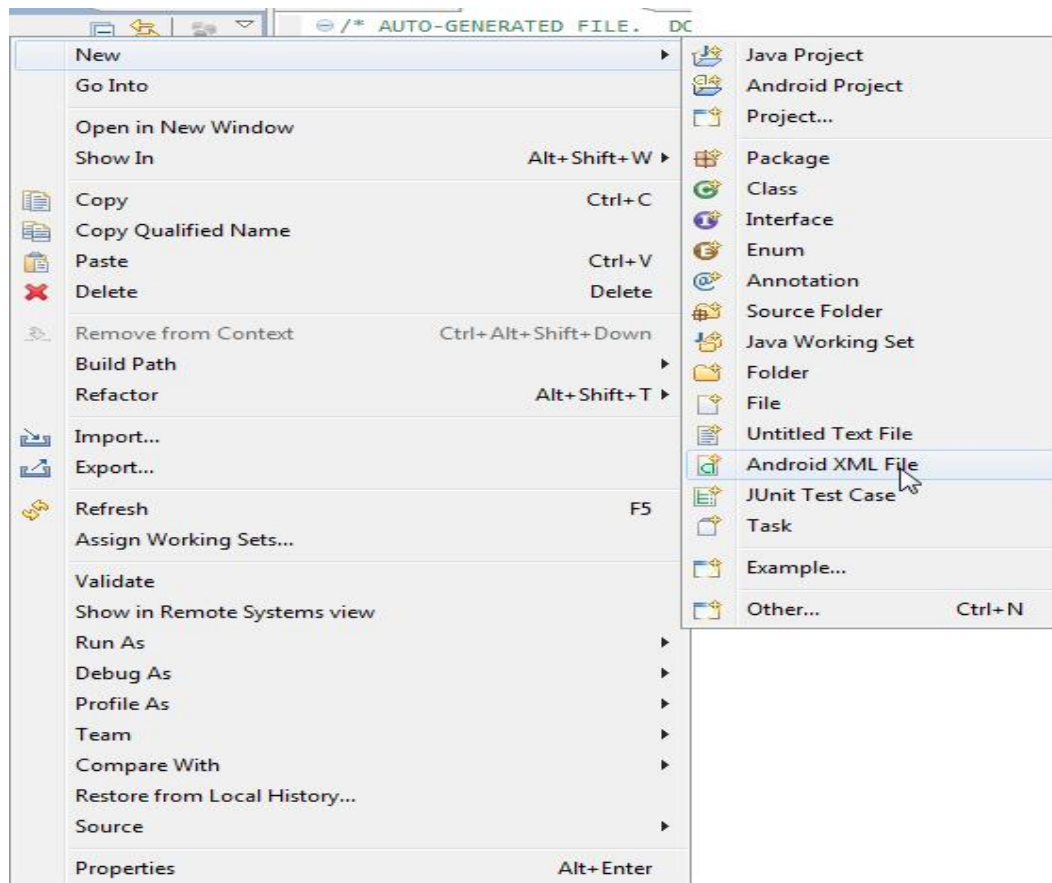 /* AUTO-GENERATED FILE. DO
New
Go Into
Open in New Window
Show In Alt+Shift+W
Copy Ctrl+C
Copy Qualified Name
Paste Ctrl+V
Delete Delete
Remove from Context Ctrl+Alt+Shift+Down
Build Path
Refactor Alt+Shift+T
Import...
Export...
Refresh F5
Assign Working Sets...
Validate
Show in Remote Systems view
Run As
Debug As
Profile As
Team
Compare With
Restore from Local History...
Source
Properties Alt+Enter
Java Project
Android Project
Project...
Package
Class
Interface
Enum
Annotation
Source Folder
Java Working Set
Folder
File
Untitled Text File
Android XML File
JUnit Test Case
Task
Example...
Other... Ctrl+N